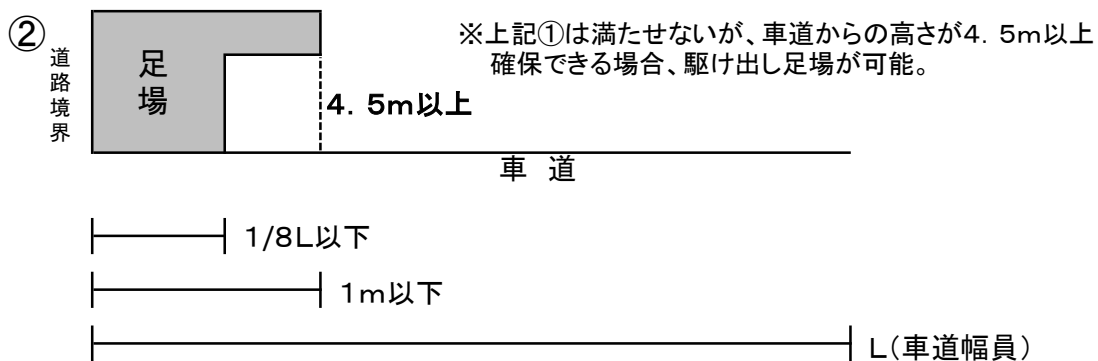 ②
道路境界
足場
※上記①は満たせないが、車道からの高さが4．5m以上
確保できる場合、駆け出し足場が可能。
4．5m以上
車 道
1/8L以下
1m以下
L(車道幅員)